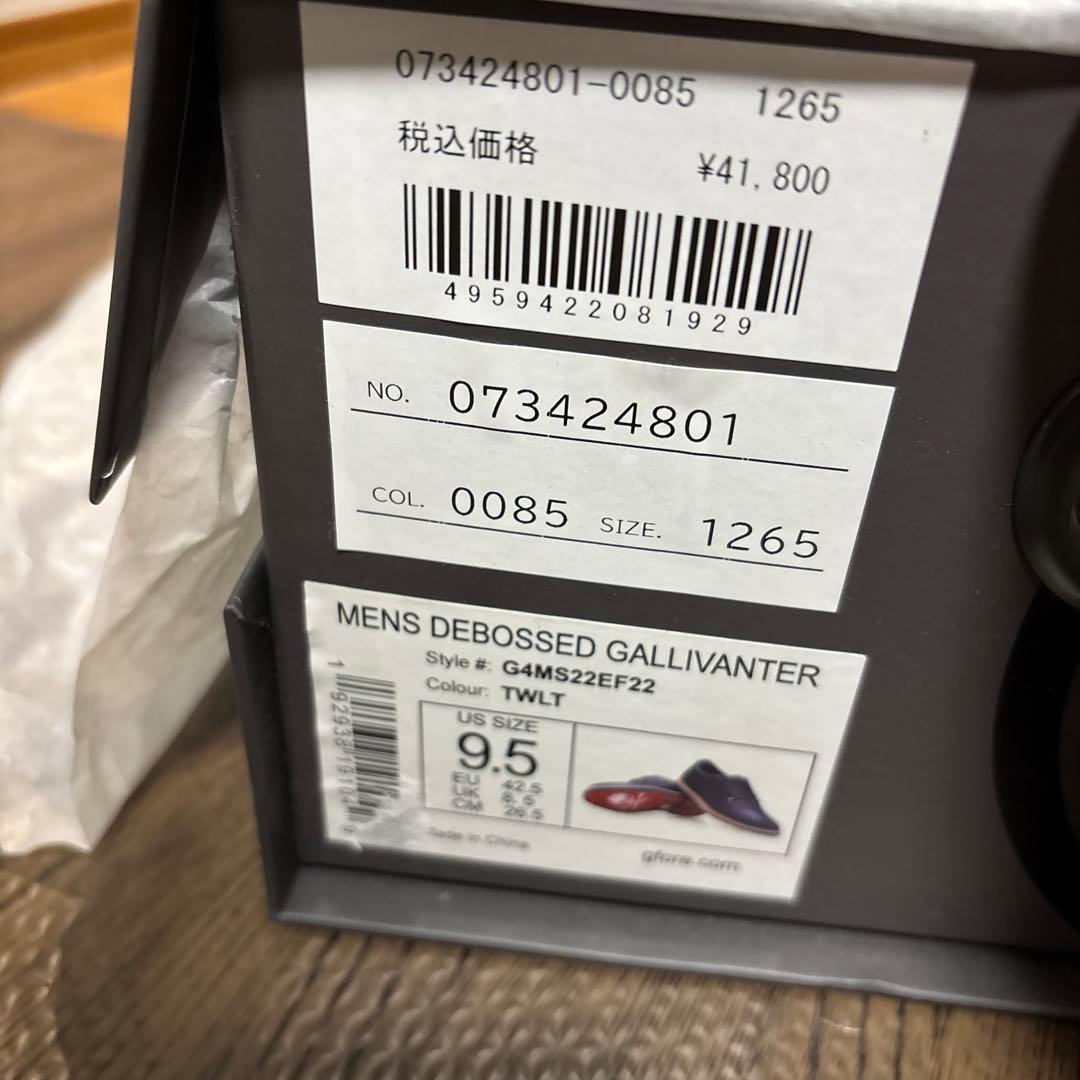 073424801-0085 1265
税込価格 ¥41,800
4959422081929
NO. 073424801
COL. 0085 SIZE. 1265
MENS DEBOSSED GALLIVANTER
Style #: G4MS22EF22
Colour: TWLT
US SIZE
9.5
EU 42.5
UK 8.5
CM 26.5
Made in China
gfore.com